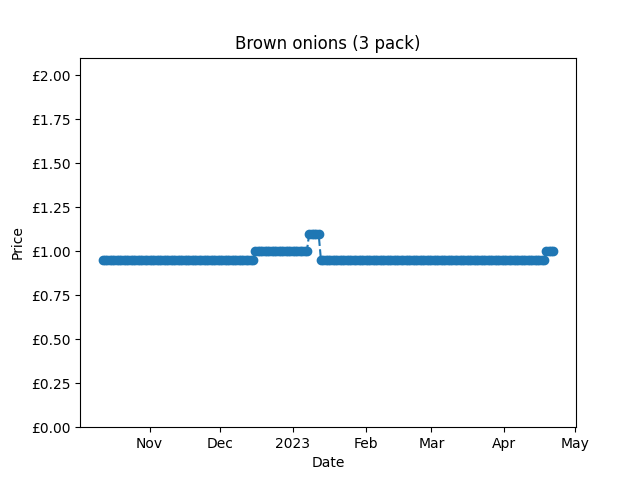 Brown onions (3 pack)
£2.00
£1.75
£1.50
£1.25
£1.00
£0.75
£0.50
£0.25
£0.00
Price
Nov Dec 2023 Feb Mar Apr May
Date